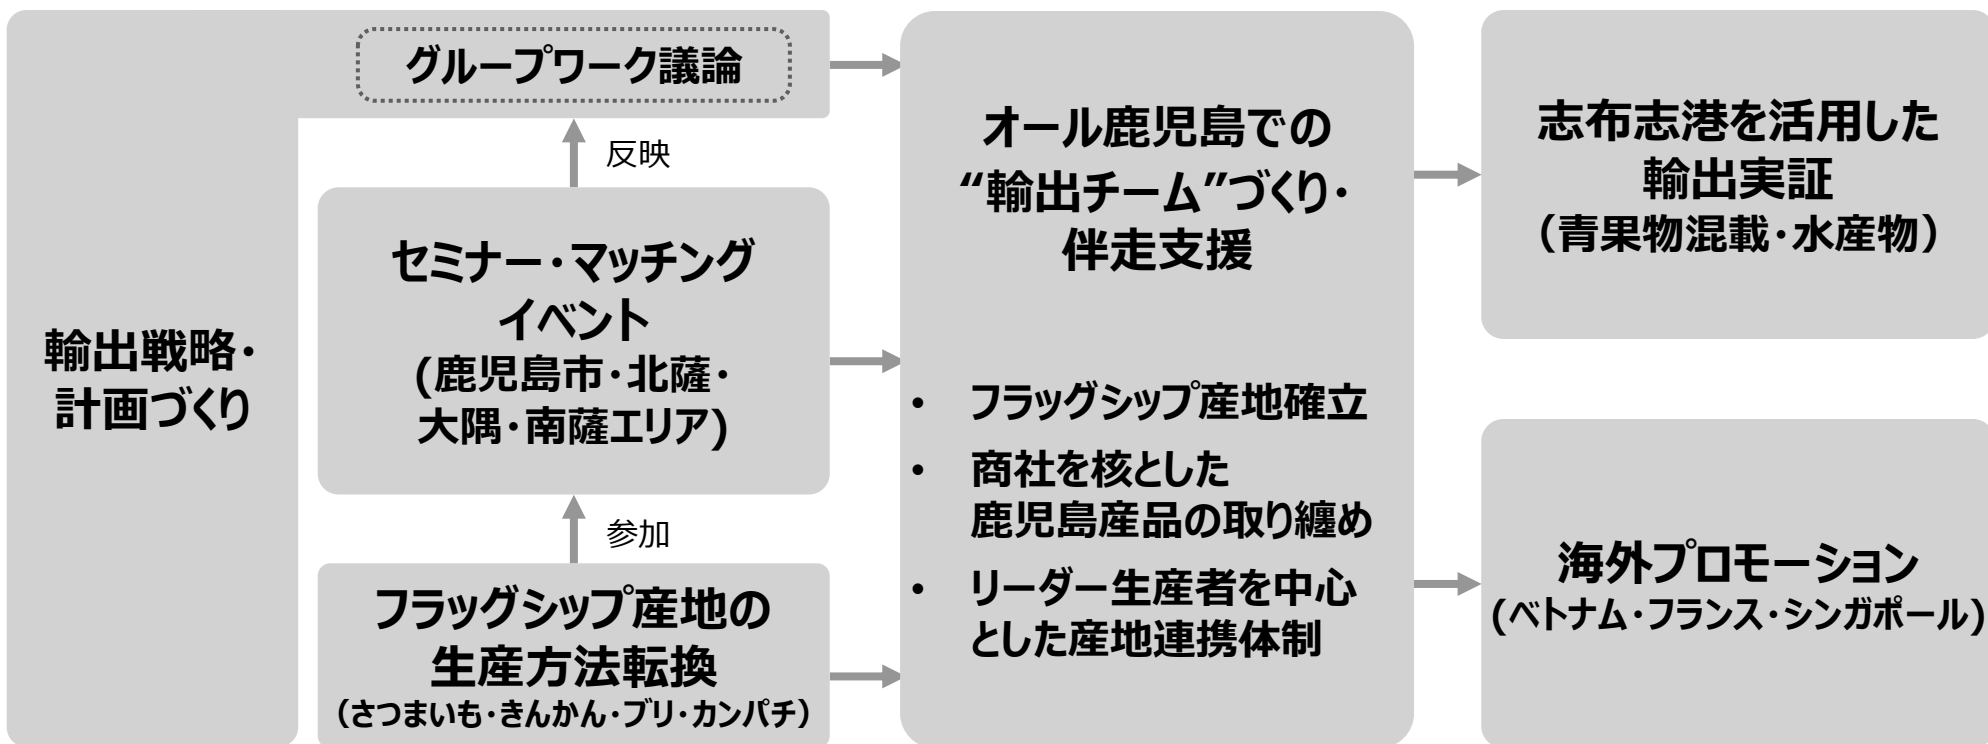 輸出戦略・
計画づくり
グループワーク議論
反映
セミナー・マッチング
イベント
(鹿児島市・北薩・
大隅・南薩エリア)
参加
フラッグシップ産地の
生産方法転換
（さつまいも・きんかん・ブリ・カンパチ）
オール鹿児島での
“輸出チーム”づくり・
伴走支援
• フラッグシップ産地確立
• 商社を核とした
鹿児島産品の取り纏め
• リーダー生産者を中心
とした産地連携体制
志布志港を活用した
輸出実証
（青果物混載・水産物）
海外プロモーション
(ベトナム・フランス・シンガポール)